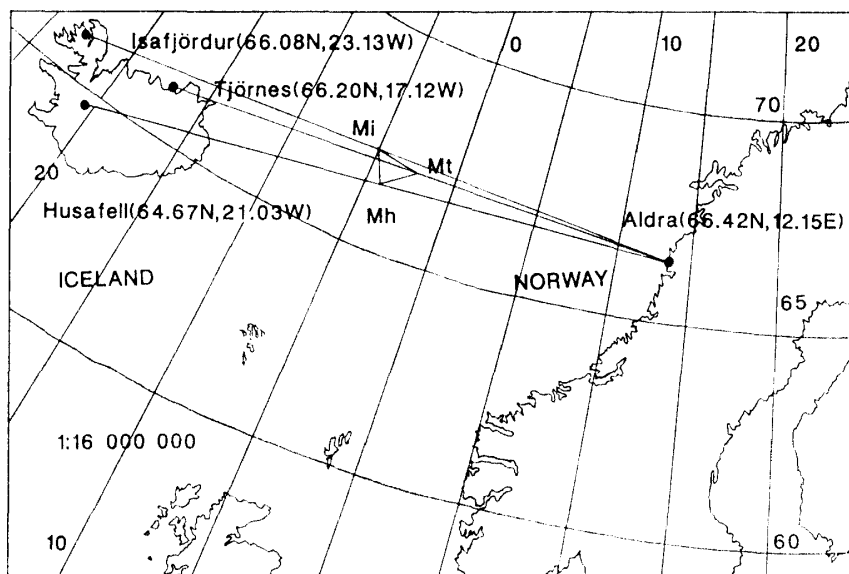 Isafjördur(66.08N,23.13W)
0
10
20
Tjörnes(66.20N,17.12W)
70
Mi
Mt
20
Husafell(64.67N,21.03W)
Mh
Aldra(66.42N,12.15E)
ICELAND
NORWAY
65
1:16 000 000
10
60